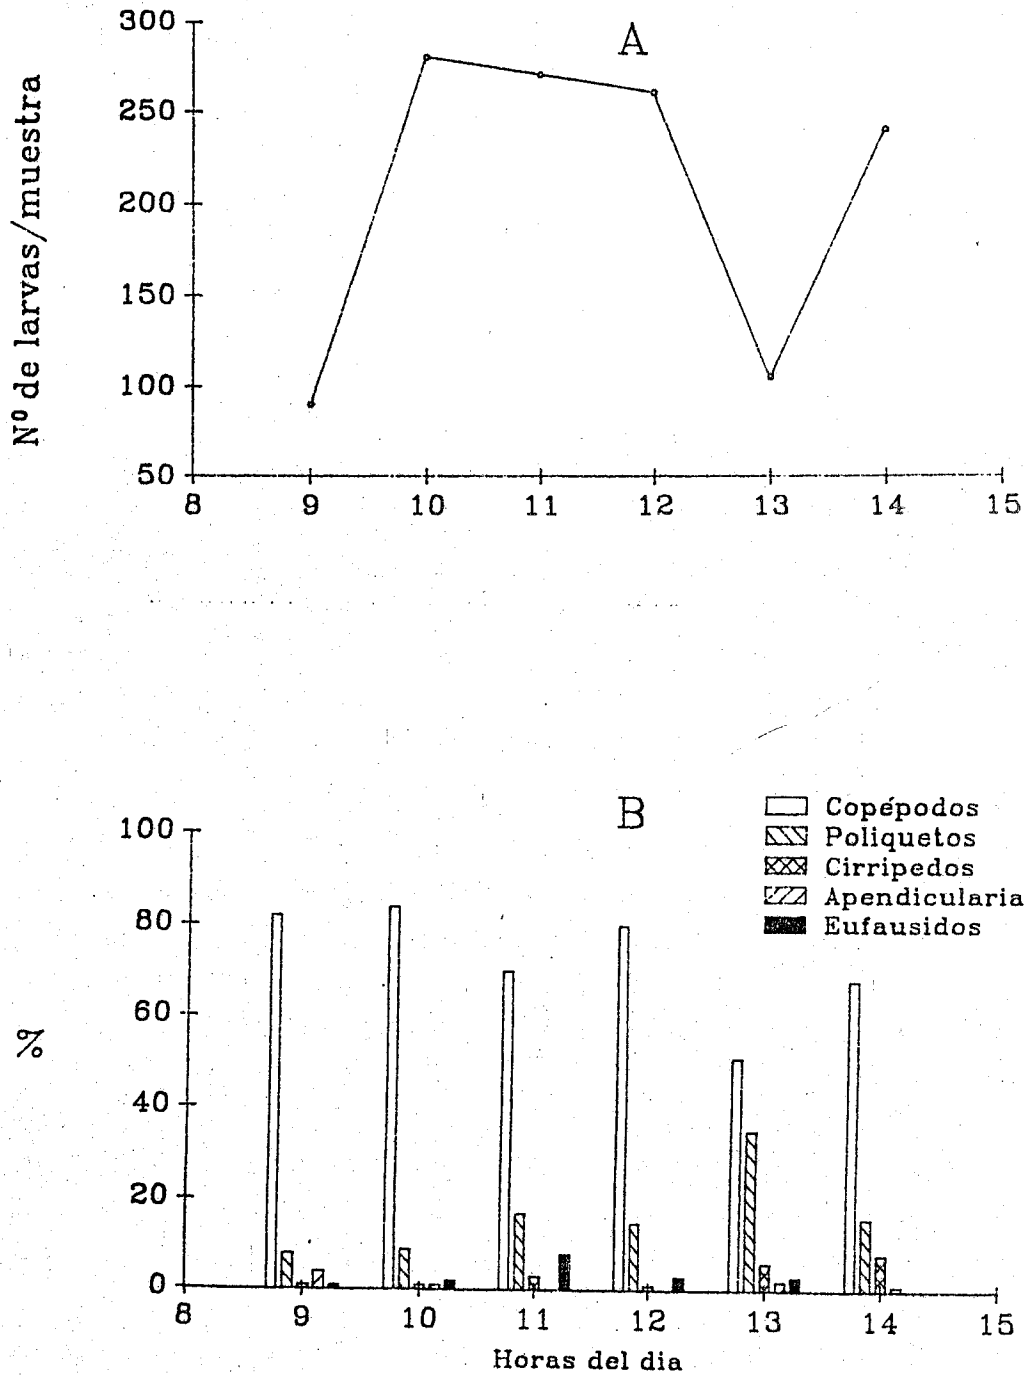 A
Nº de larvas/muestra
300
250
200
150
100
50
8 9 10 11 12 13 14 15
B
Copépodos
Poliquetos
Cirripedos
Apendicularia
Eufausidos
%
100
80
60
40
20
0
8 9 10 11 12 13 14 15
Horas del dia